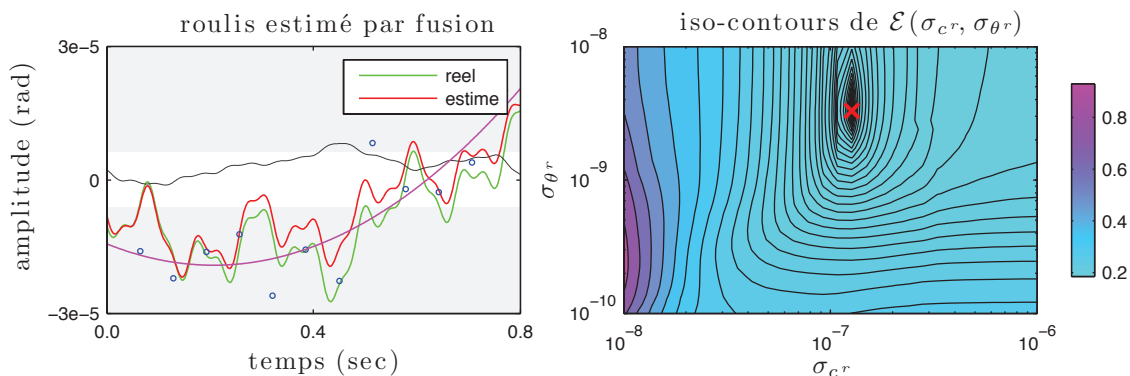 roulis estimé par fusion
3e-5
0
−3e-5
amplitude (rad)
reel
estime
0.0
0.4
0.8
temps (sec)
iso-contours de ℰ(σ_{c^r}, σ_{θ^r})
10^{−8}
10^{−9}
10^{−10}
σ_{θ^r}
10^{−8}
10^{−7}
10^{−6}
σ_{c^r}
0.8
0.6
0.4
0.2